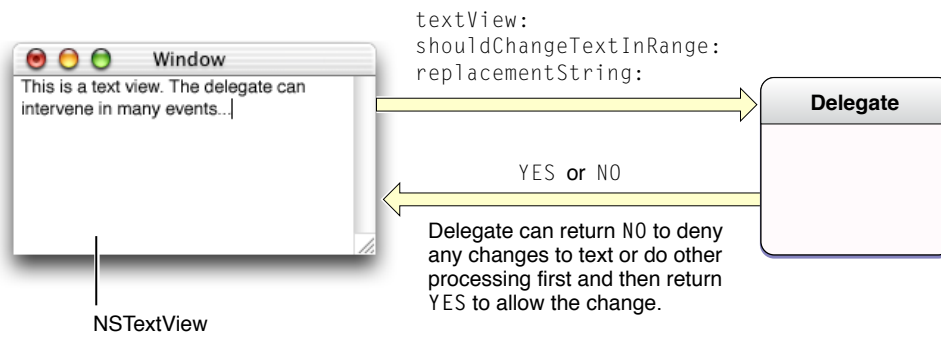 textView:
shouldChangeTextInRange:
replacementString:
Window
This is a text view. The delegate can
intervene in many events...
Delegate
YES or NO
Delegate can return NO to deny
any changes to text or do other
processing first and then return
YES to allow the change.
NSTextView